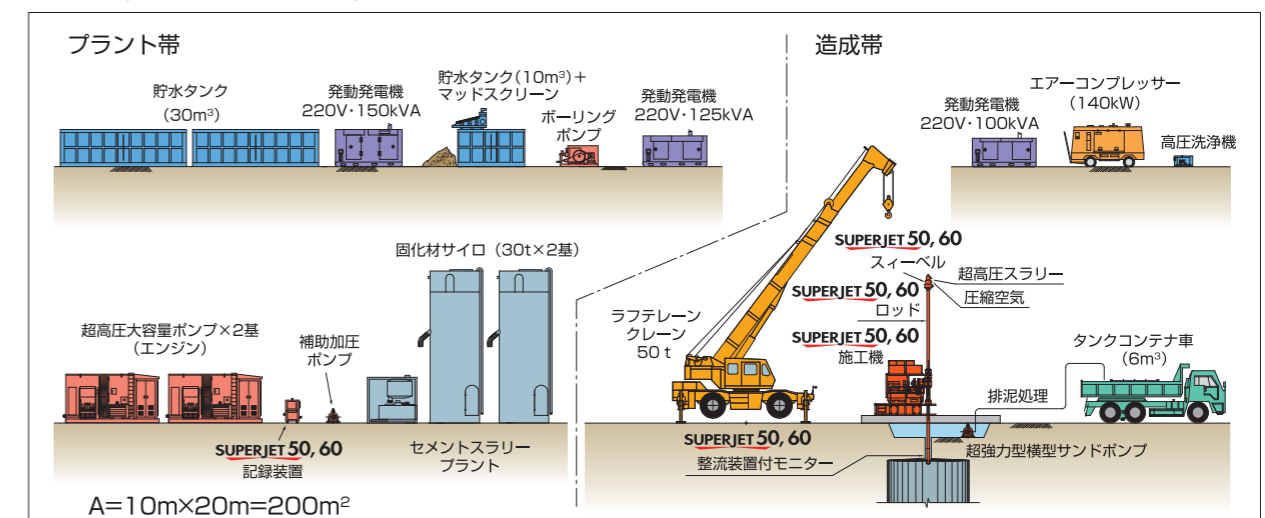 プラント帯
貯水タンク
(30m³)
発動発電機
220V・150kVA
貯水タンク(10m³)+
マッドスクリーン
ボーリング
ポンプ
発動発電機
220V・125kVA
超高圧大容量ポンプ×2基
(エンジン)
SUPERJET 50, 60
記録装置
補助加圧
ポンプ
固化材サイロ(30t×2基)
セメントスラリー
プラント
A=10m×20m=200m²
造成帯
発動発電機
220V・100kVA
エアーコンプレッサー
(140kW)
高圧洗浄機
SUPERJET 50, 60
スィーベル
超高圧スラリー
圧縮空気
SUPERJET 50, 60
ロッド
SUPERJET 50, 60
施工機
ラフテレーン
クレーン
50t
タンクコンテナ車
(6m³)
排泥処理
SUPERJET 50, 60
整流装置付モニター
超強力型横型サンドポンプ